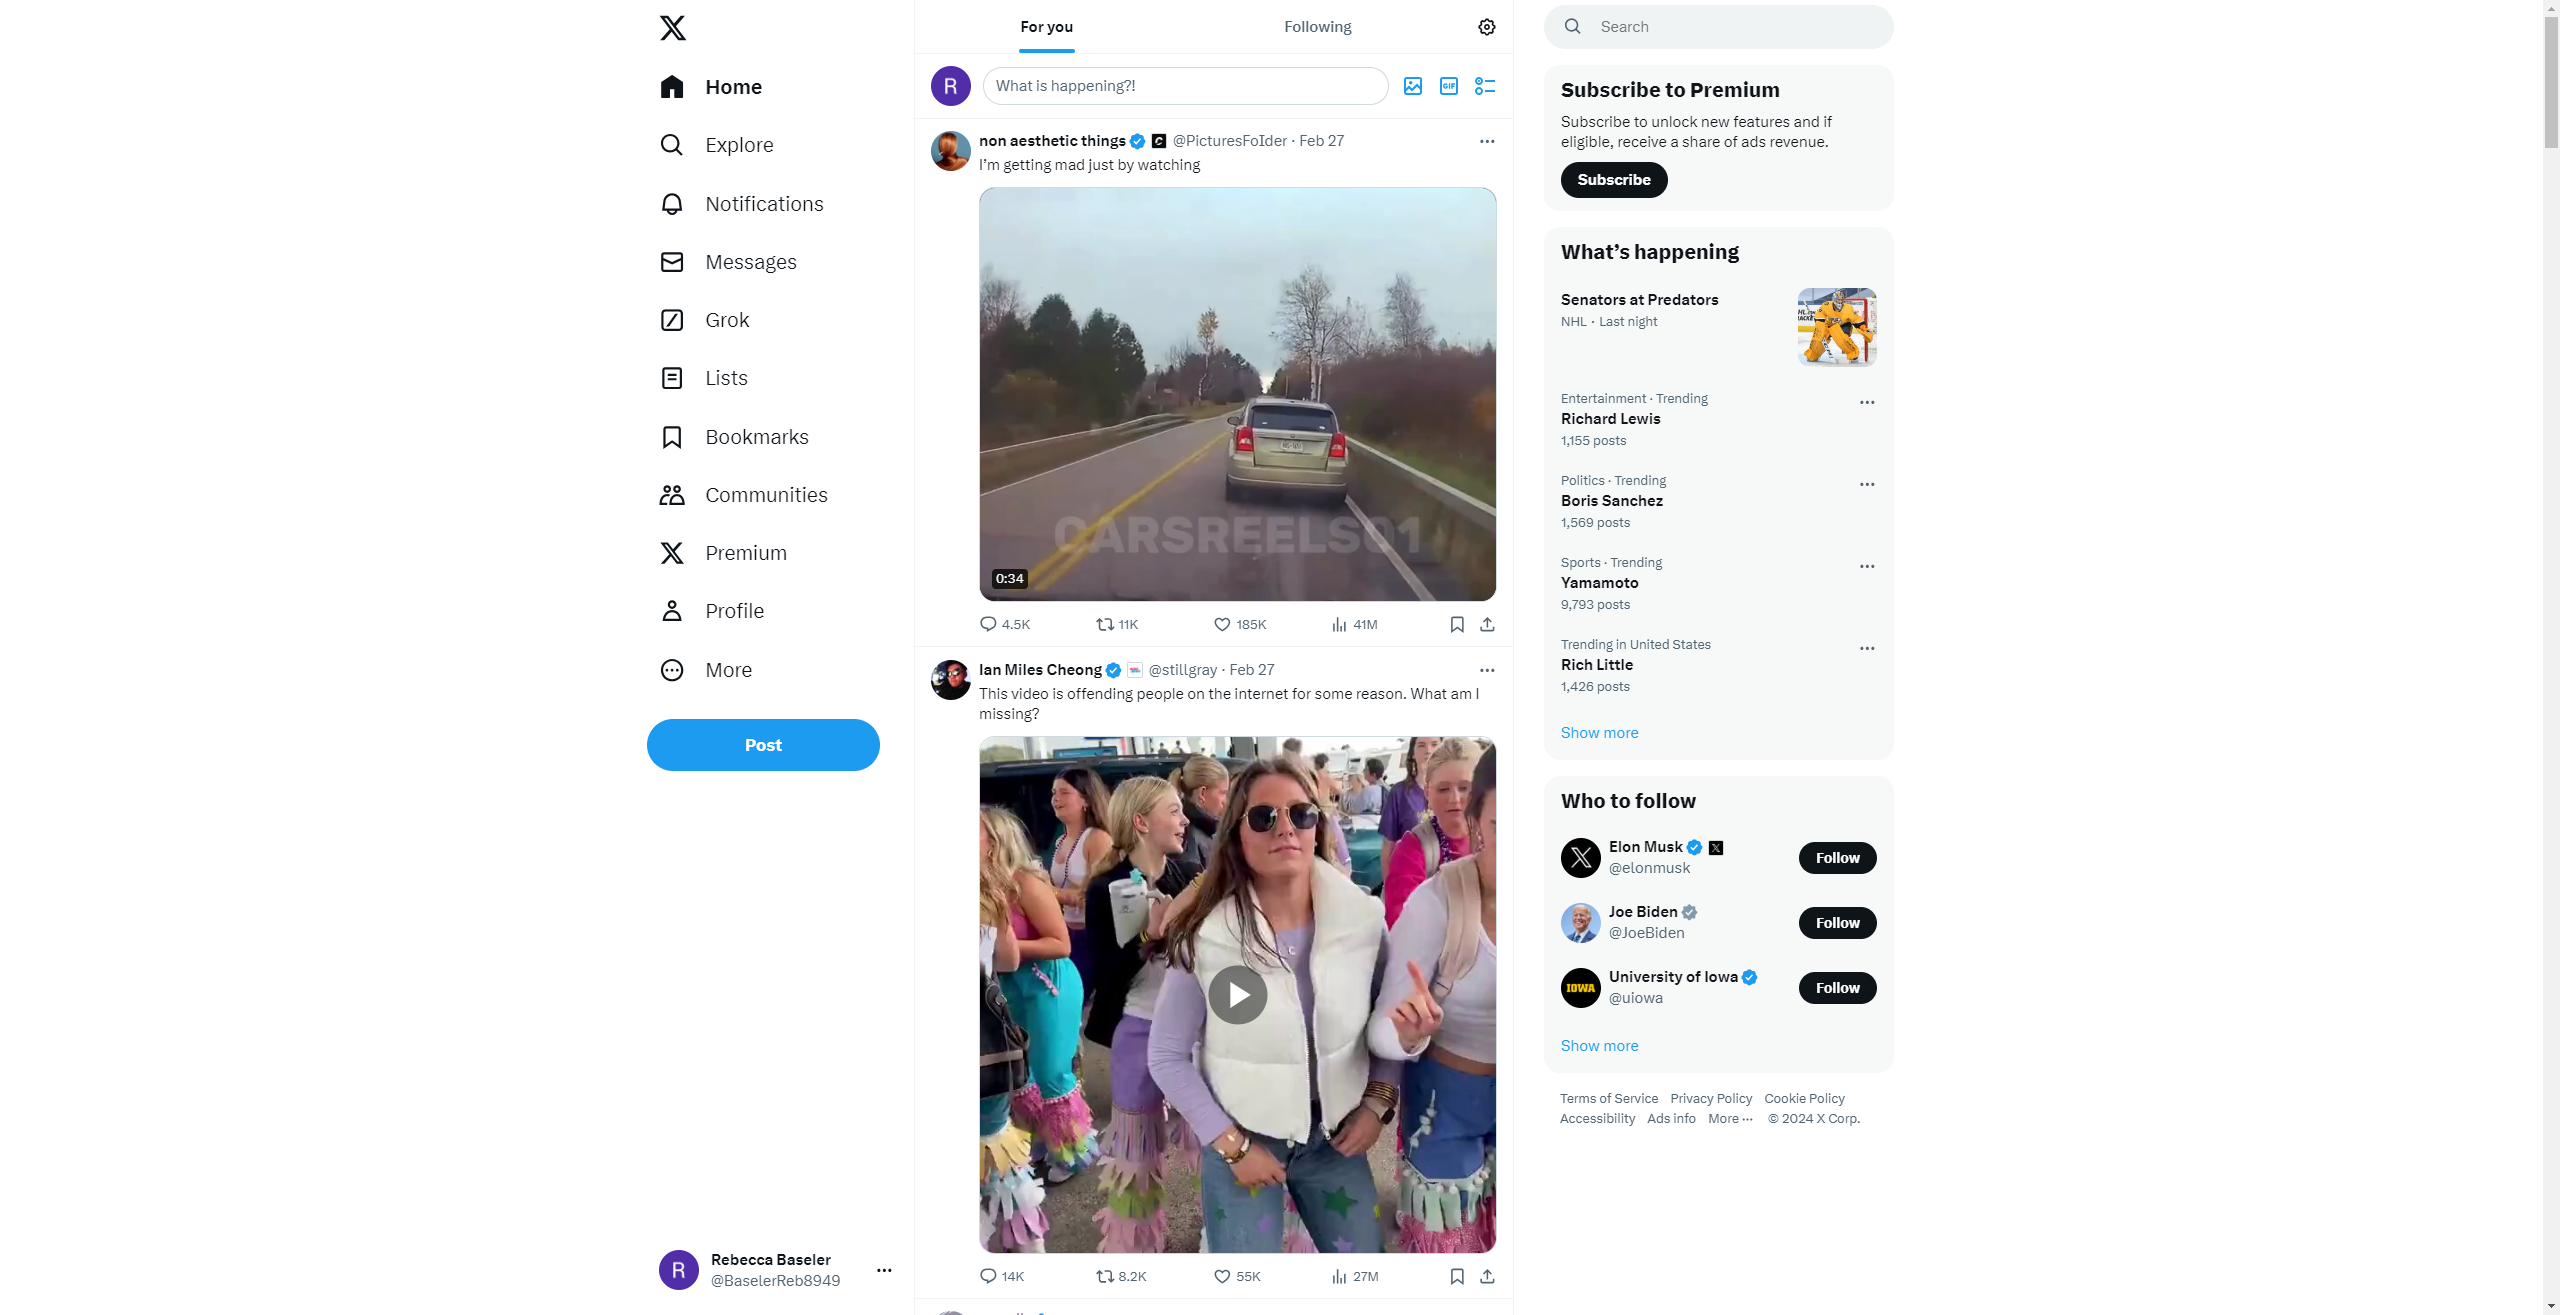 Home
Explore
Notifications
Messages
Grok
Lists
Bookmarks
Communities
Premium
Profile
More
Post
Rebecca Baseler
@BaselerReb8949
For you
Following
What is happening?!
GIF
non aesthetic things @PicturesFoIder · Feb 27
I’m getting mad just by watching
CARSREELS01
0:34
4.5K 11K 185K 41M
Ian Miles Cheong @stillgray · Feb 27
This video is offending people on the internet for some reason. What am I
missing?
14K 8.2K 55K 27M
Search
Subscribe to Premium
Subscribe to unlock new features and if
eligible, receive a share of ads revenue.
Subscribe
What’s happening
Senators at Predators
NHL · Last night
Entertainment · Trending
Richard Lewis
1,155 posts
Politics · Trending
Boris Sanchez
1,569 posts
Sports · Trending
Yamamoto
9,793 posts
Trending in United States
Rich Little
1,426 posts
Show more
Who to follow
Elon Musk
@elonmusk
Follow
Joe Biden
@JoeBiden
Follow
IOWA
University of Iowa
@uiowa
Follow
Show more
Terms of Service Privacy Policy Cookie Policy
Accessibility Ads info More ··· © 2024 X Corp.